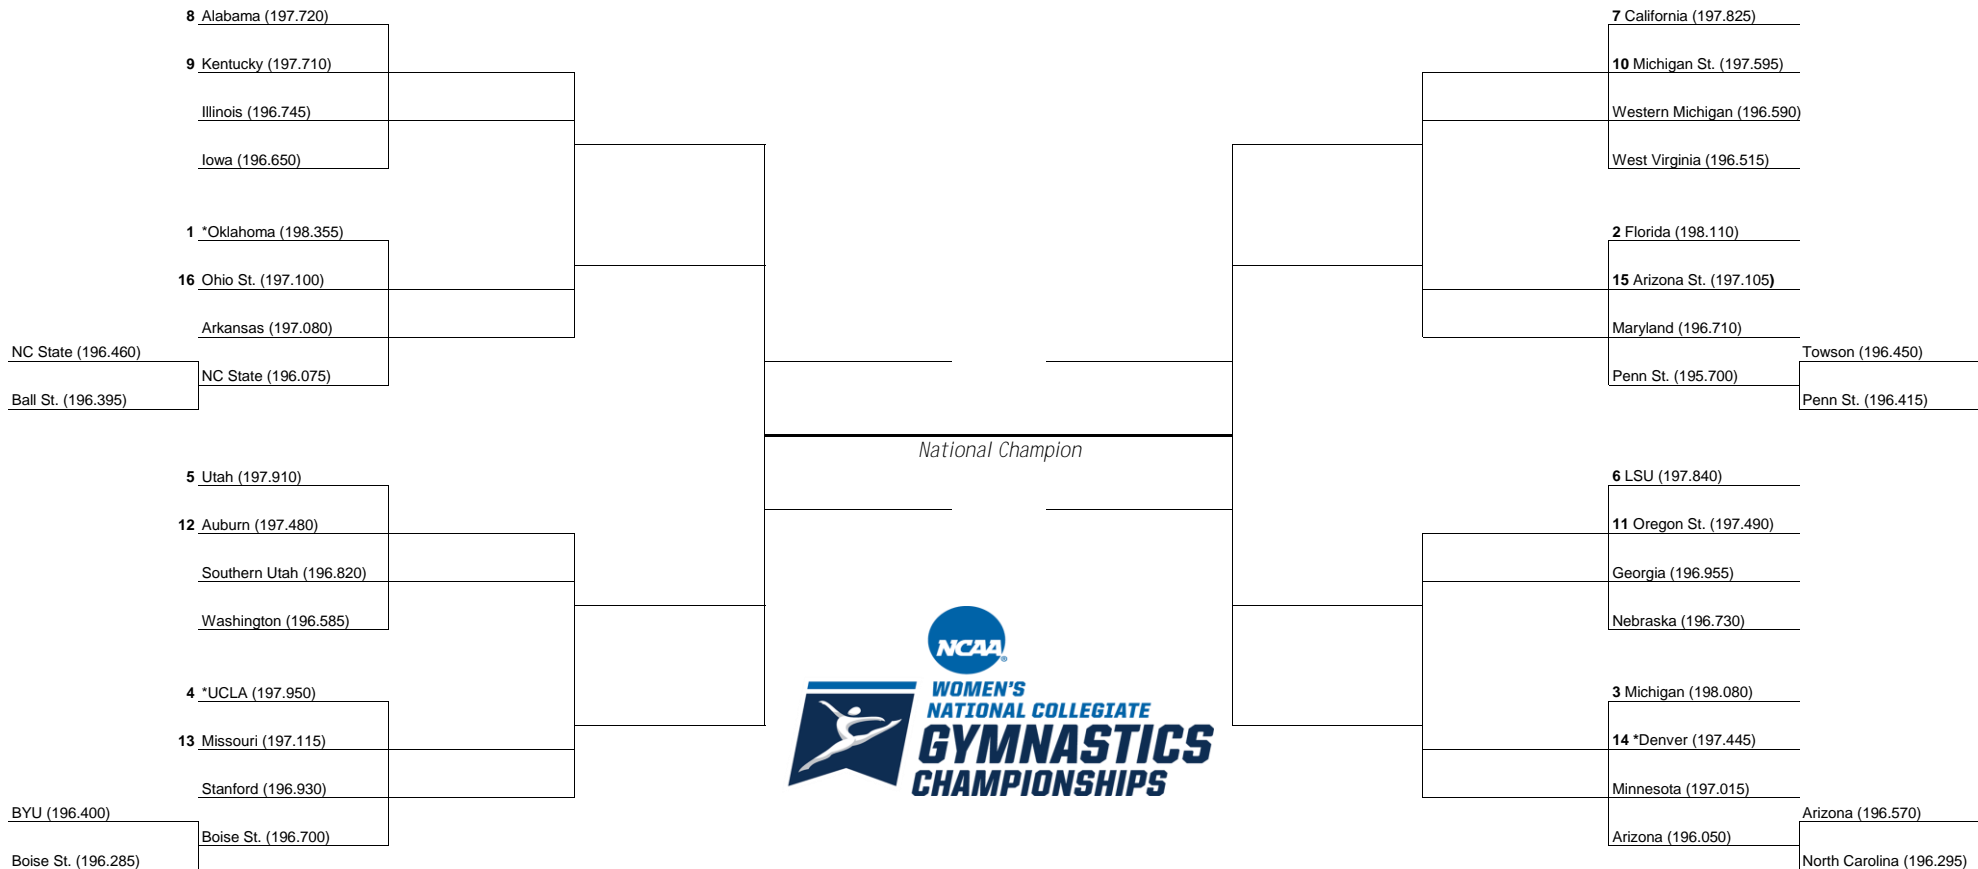 8 Alabama (197.720)
9 Kentucky (197.710)
Illinois (196.745)
Iowa (196.650)
1 *Oklahoma (198.355)
16 Ohio St. (197.100)
Arkansas (197.080)
NC State (196.460)
NC State (196.075)
Ball St. (196.395)
5 Utah (197.910)
12 Auburn (197.480)
Southern Utah (196.820)
Washington (196.585)
4 *UCLA (197.950)
13 Missouri (197.115)
Stanford (196.930)
BYU (196.400)
Boise St. (196.700)
Boise St. (196.285)
National Champion
NCAA®
WOMEN'S
NATIONAL COLLEGIATE
GYMNASTICS
CHAMPIONSHIPS
7 California (197.825)
10 Michigan St. (197.595)
Western Michigan (196.590)
West Virginia (196.515)
2 Florida (198.110)
15 Arizona St. (197.105)
Maryland (196.710)
Towson (196.450)
Penn St. (195.700)
Penn St. (196.415)
6 LSU (197.840)
11 Oregon St. (197.490)
Georgia (196.955)
Nebraska (196.730)
3 Michigan (198.080)
14 *Denver (197.445)
Minnesota (197.015)
Arizona (196.570)
Arizona (196.050)
North Carolina (196.295)